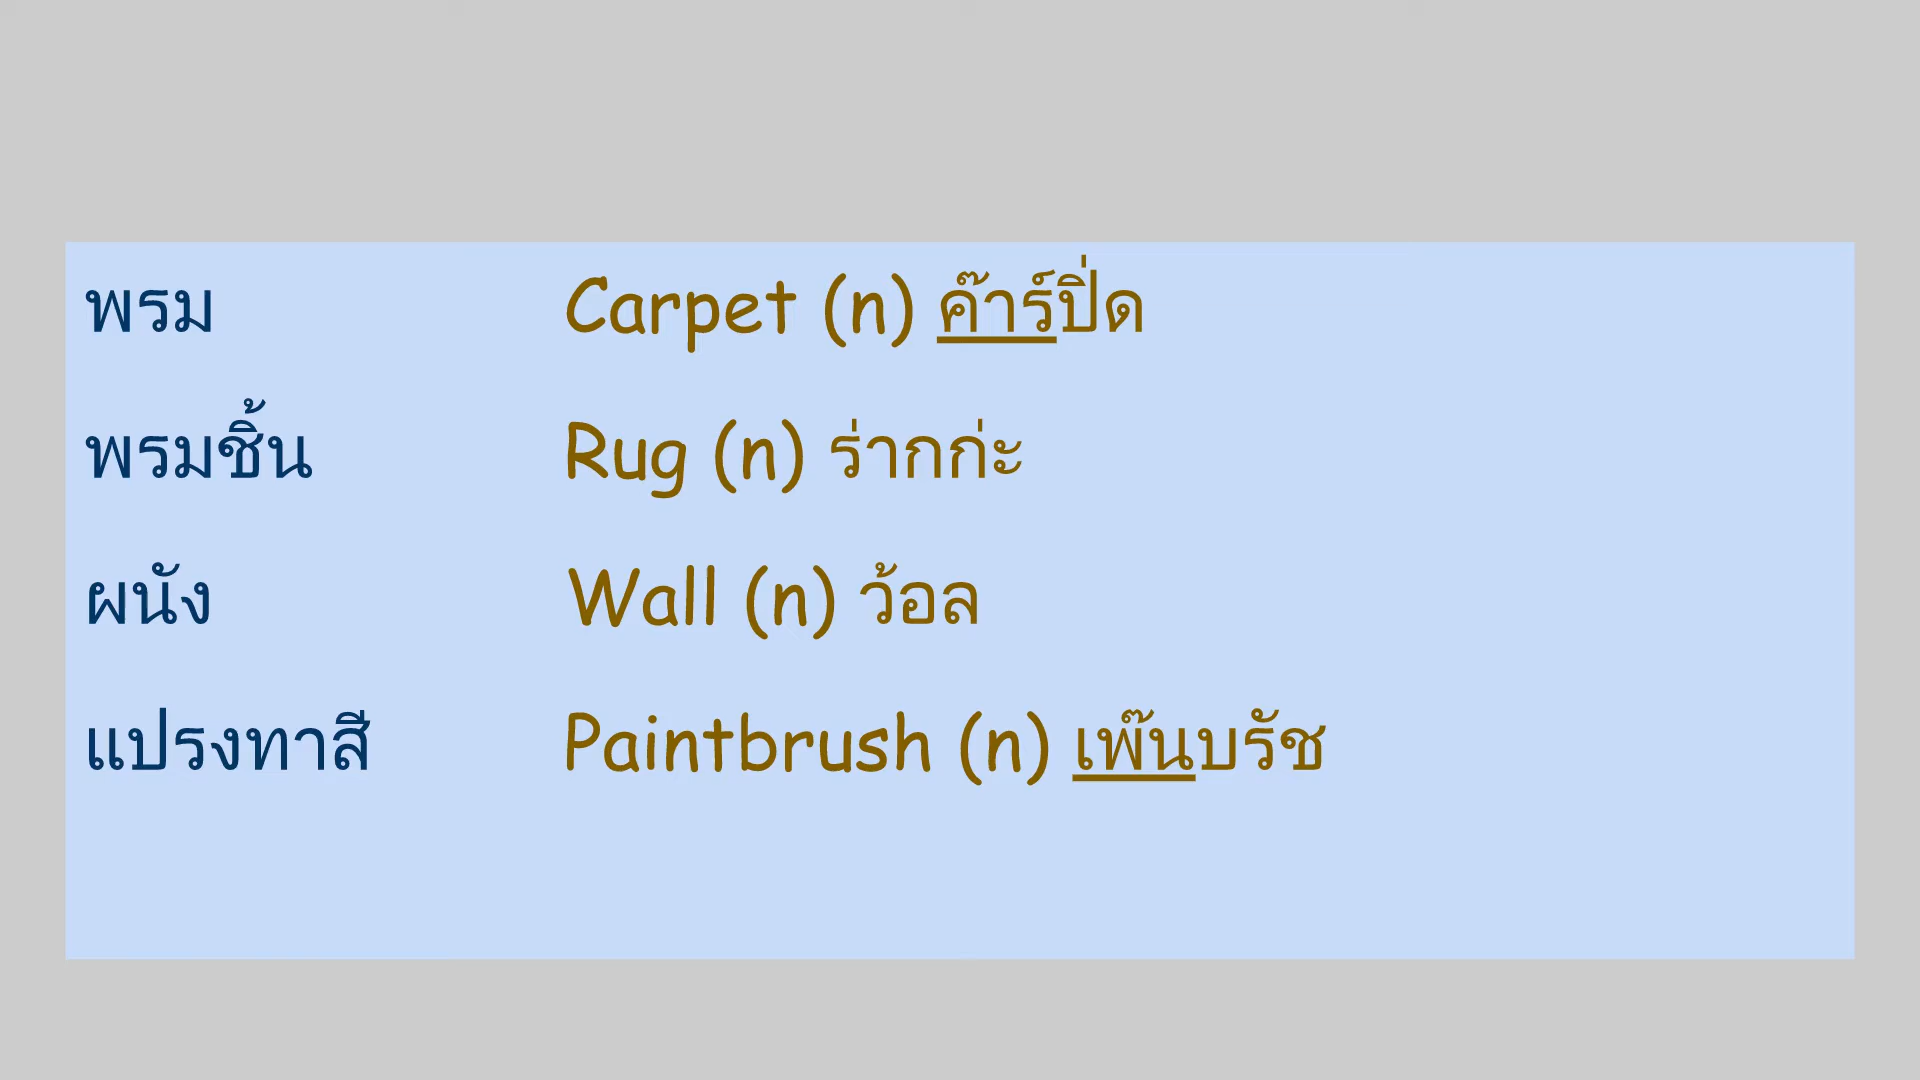 พรม Carpet (n) ค๊าร์ปิ่ด
พรมชิ้น Rug (n) ร่ากก่ะ
ผนัง Wall (n) ว้อล
แปรงทาสี Paintbrush (n) เพ๊นบรัช